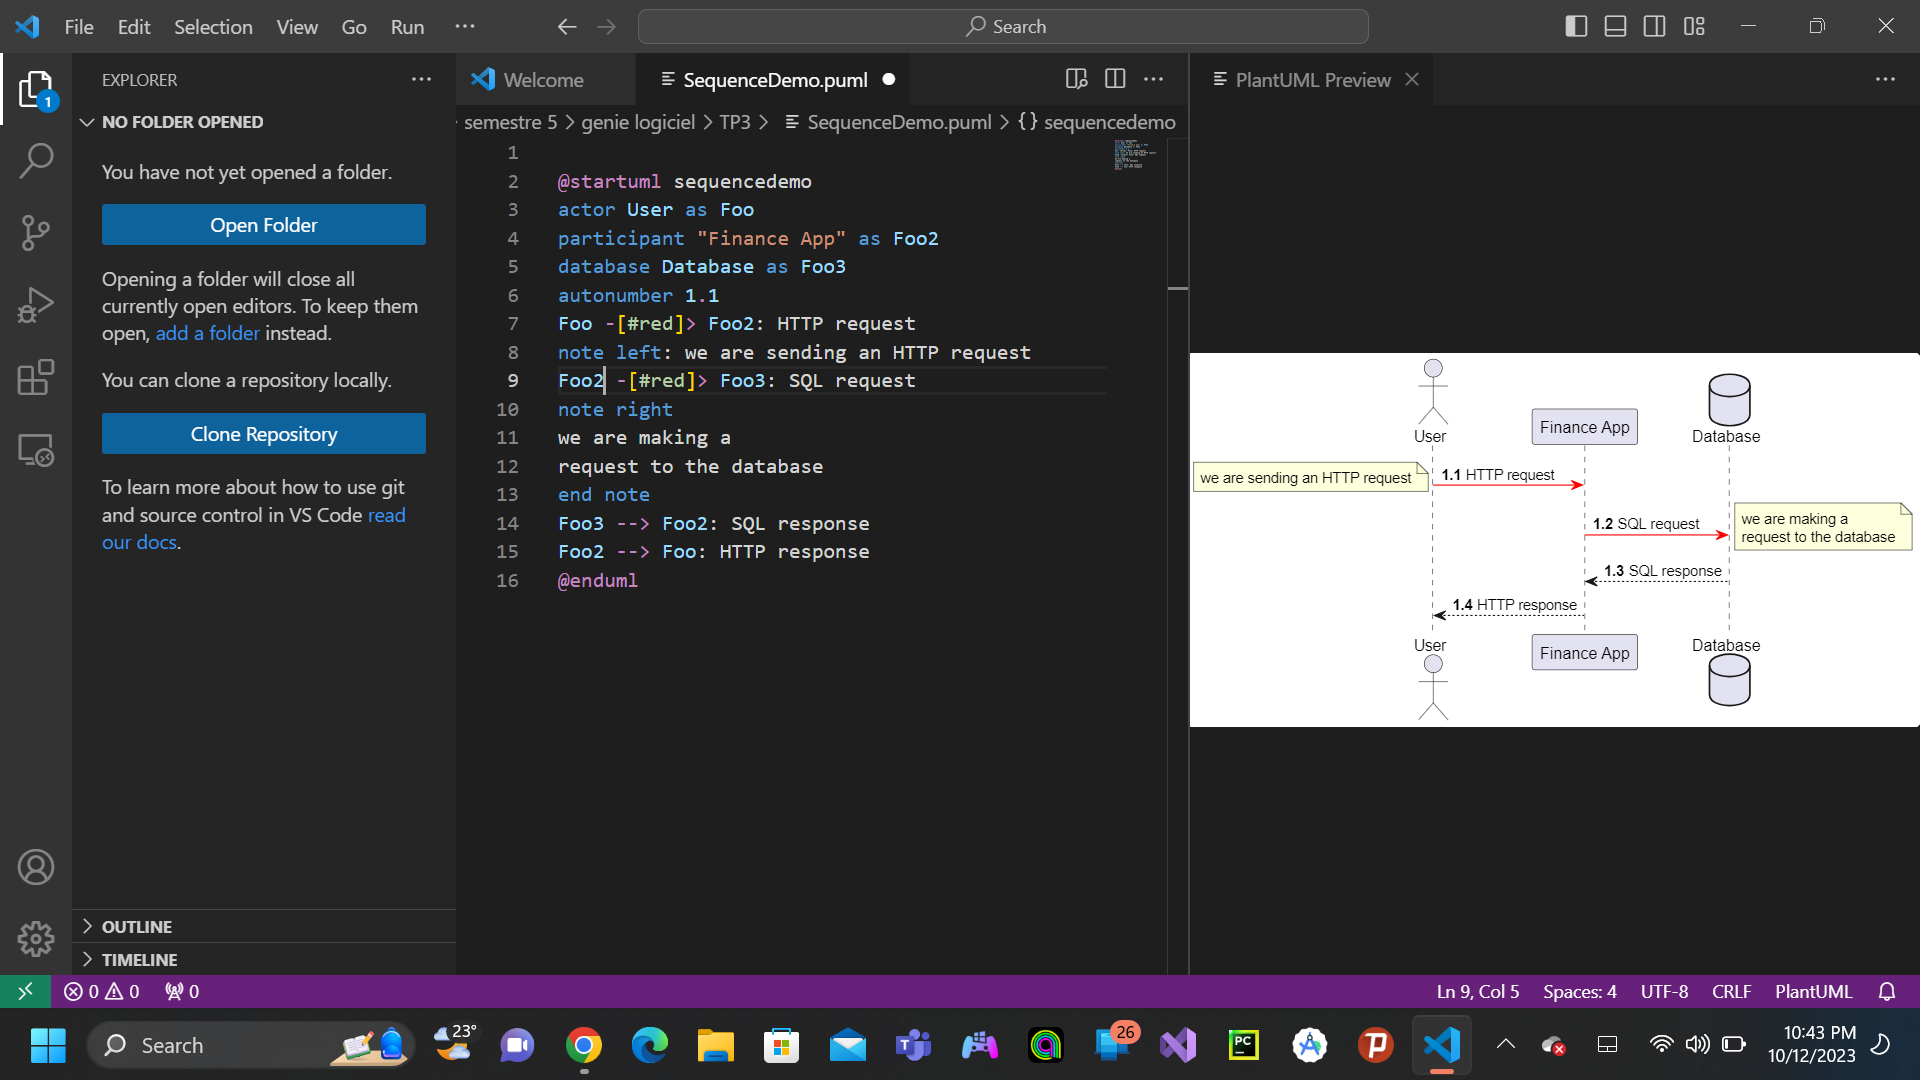 File Edit Selection View Go Run ···
Search
EXPLORER
NO FOLDER OPENED
You have not yet opened a folder.
Open Folder
Opening a folder will close all
currently open editors. To keep them
open, add a folder instead.
You can clone a repository locally.
Clone Repository
To learn more about how to use git
and source control in VS Code read
our docs.
OUTLINE
TIMELINE
1
Welcome
SequenceDemo.puml
semestre 5 > genie logiciel > TP3 > SequenceDemo.puml > {} sequencedemo
1
2 @startuml sequencedemo
3 actor User as Foo
4 participant "Finance App" as Foo2
5 database Database as Foo3
6 autonumber 1.1
7 Foo -[#red]> Foo2: HTTP request
8 note left: we are sending an HTTP request
9 Foo2 -[#red]> Foo3: SQL request
10 note right
11 we are making a
12 request to the database
13 end note
14 Foo3 --> Foo2: SQL response
15 Foo2 --> Foo: HTTP response
16 @enduml
PlantUML Preview
User
Finance App
Database
we are sending an HTTP request
1.1 HTTP request
1.2 SQL request
we are making a
request to the database
1.3 SQL response
1.4 HTTP response
User
Finance App
Database
0 0 0
Ln 9, Col 5 Spaces: 4 UTF-8 CRLF PlantUML
Search
23°
26
PC
10:43 PM
10/12/2023